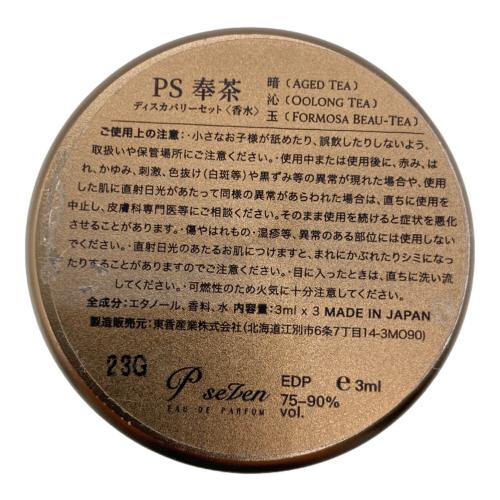 PS 奉茶
ディスカバリーセット〈香水〉
暗 (AGED TEA)
沁 (OOLONG TEA)
玉 (FORMOSA BEAU-TEA)
ご使用上の注意：・小さなお子様が舐めたり、誤飲したりしないよう、
取扱いや保管場所にご注意ください。・使用中または使用後に、赤み、は
れ、かゆみ、刺激、色抜け(白斑等)や黒ずみ等の異常が現れた場合や、使用
した肌に直射日光があたって同様の異常があらわれた場合は、直ちに使用を
中止し、皮膚科専門医等にご相談ください。そのまま使用を続けると症状を悪化
させることがあります。・傷やはれもの・湿疹等、異常のある部位には使用しない
でください。・直射日光のあたるお肌につけますと、まれにかぶれたりシミになっ
たりすることがありますのでご注意ください。・目に入ったときは、直ちに洗い流
してください。・可燃性のため火気に十分注意してください。
全成分：エタノール、香料、水 内容量：3ml x 3 MADE IN JAPAN
製造販売元：東香産業株式会社(北海道江別市6条7丁目14-3MO90)
23G
P seven
EAU DE PARFUM
EDP ℮ 3ml
75-90%
vol.